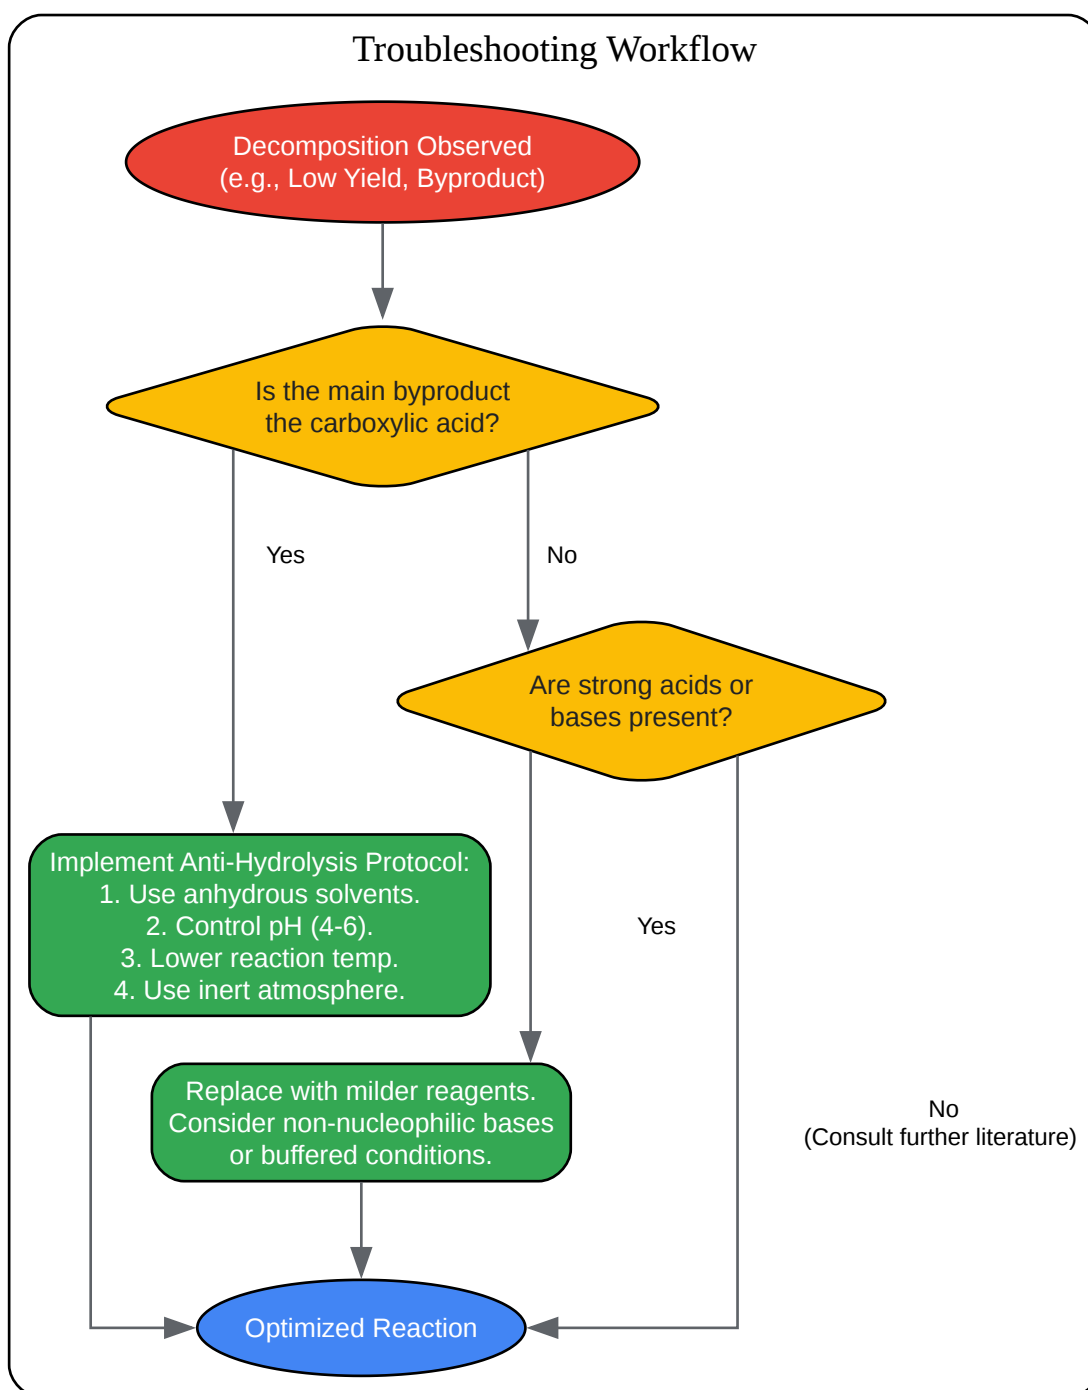 Troubleshooting Workflow
Decomposition Observed
(e.g., Low Yield, Byproduct)
Is the main byproduct
the carboxylic acid?
Yes
No
Are strong acids or
bases present?
Implement Anti-Hydrolysis Protocol:
1. Use anhydrous solvents.
2. Control pH (4-6).
3. Lower reaction temp.
4. Use inert atmosphere.
Yes
Replace with milder reagents.
Consider non-nucleophilic bases
or buffered conditions.
No
(Consult further literature)
Optimized Reaction